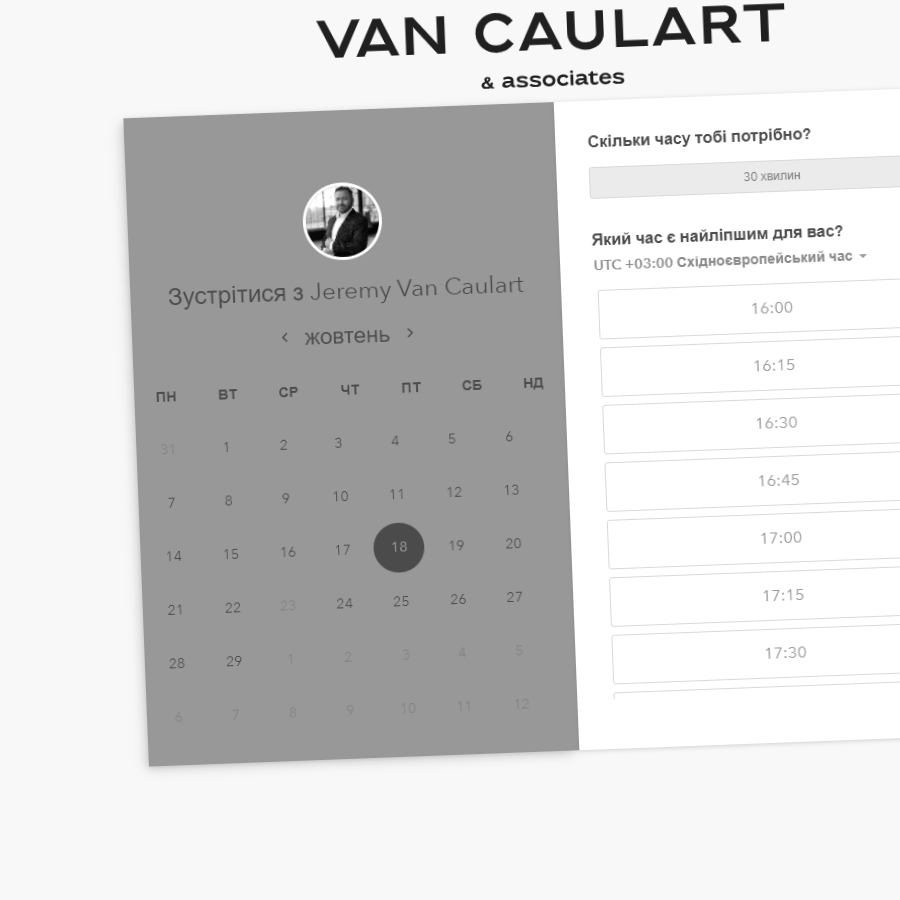 VAN CAULART
& associates
Зустрітися з Jeremy Van Caulart
жовтень
ПН ВТ СР ЧТ ПТ СБ НД
31 1 2 3 4 5 6
7 8 9 10 11 12 13
14 15 16 17 18 19 20
21 22 23 24 25 26 27
28 29 1 2 3 4 5
6 7 8 9 10 11 12
Скільки часу тобі потрібно?
30 хвилин
Який час є найліпшим для вас?
UTC +03:00 Східноєвропейський час
16:00
16:15
16:30
16:45
17:00
17:15
17:30